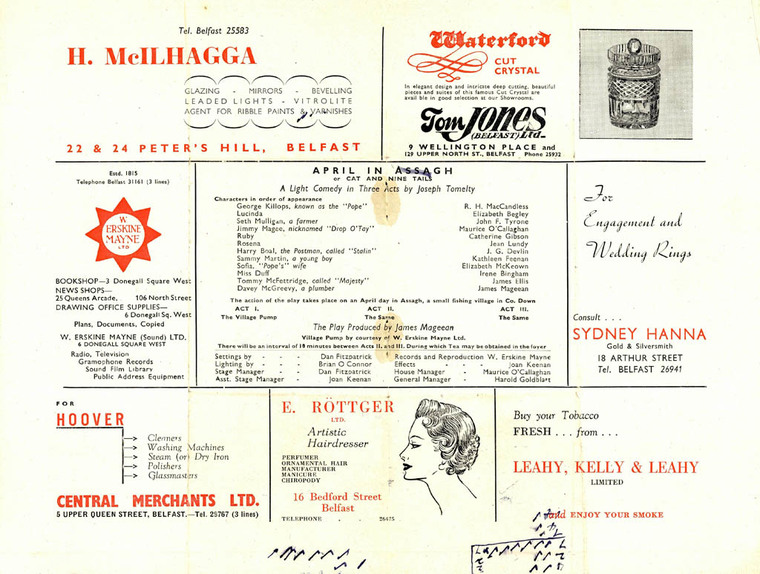 Tel. Belfast 25583
H. McILHAGGA
GLAZING - MIRRORS - BEVELLING
LEADED LIGHTS - VITROLITE
AGENT FOR RIBBLE PAINTS & VARNISHES
22 & 24 PETER'S HILL, BELFAST
Waterford
CUT
CRYSTAL
In elegant design and intricate deep cutting, beautiful
pieces and suites of this famous Cut Crystal are
available in good selection at our Showrooms.
Tom JONES
(BELFAST) Ltd.
9 WELLINGTON PLACE and
129 UPPER NORTH ST., BELFAST Phone 25932
Estd. 1815
Telephone Belfast 31161 (3 lines)
W.
ERSKINE
MAYNE
LTD
BOOKSHOP—3 Donegall Square West
NEWS SHOPS—
25 Queens Arcade, 106 North Street
DRAWING OFFICE SUPPLIES—
6 Donegall Sq. West
Plans, Documents, Copied
W. ERSKINE MAYNE (Sound) LTD.
6 DONEGALL SQUARE WEST
Radio, Television
Gramophone Records
Sound Film Library
Public Address Equipment
APRIL IN ASSAGH
or CAT AND NINE TAILS
A Light Comedy in Three Acts by Joseph Tomelty
Characters in order of appearance
George Killops, known as the "Pope" R. H. MacCandless
Lucinda Elizabeth Begley
Seth Mulligan, a farmer John F. Tyrone
Jimmy Magee, nicknamed "Drop O'Tay" Maurice O'Callaghan
Ruby Catherine Gibson
Rosena Jean Lundy
Harry Boal, the Postman, called "Stalin" J. G. Devlin
Sammy Martin, a young boy Kathleen Feenan
Sofia, "Pope's" wife Elizabeth McKeown
Miss Duff Irene Bingham
Tommy McFettridge, called "Majesty" James Ellis
Davey McGreevy, a plumber James Mageean
The action of the play takes place on an April day in Assagh, a small fishing village in Co. Down
ACT I. ACT II. ACT III.
The Village Pump The Same The Same
The Play Produced by James Mageean
Village Pump by courtesy of W. Erskine Mayne Ltd.
There will be an interval of 10 minutes between Acts II. and III. During which Tea may be obtained in the foyer
Settings by - - - Dan Fitzpatrick Records and Reproduction W. Erskine Mayne
Lighting by - - - Brian O'Connor Effects - - - Joan Keenan
Stage Manager - - Dan Fitzpatrick House Manager - Maurice O'Callaghan
Asst. Stage Manager - Joan Keenan General Manager - Harold Goldblatt
For
Engagement and
Wedding Rings
Consult . . .
SYDNEY HANNA
Gold & Silversmith
18 ARTHUR STREET
Tel. BELFAST 26941
FOR
HOOVER
Cleaners
Washing Machines
Steam (or) Dry Iron
Polishers
Glassmasters
CENTRAL MERCHANTS LTD.
5 UPPER QUEEN STREET, BELFAST.—Tel. 25767 (3 lines)
E. RÖTTGER
LTD.
Artistic
Hairdresser
PERFUMER
ORNAMENTAL HAIR
MANUFACTURER
MANICURE
CHIROPODY
16 Bedford Street
Belfast
TELEPHONE - 26475
Buy your Tobacco
FRESH . . . from . . .
LEAHY, KELLY & LEAHY
LIMITED
And ENJOY YOUR SMOKE